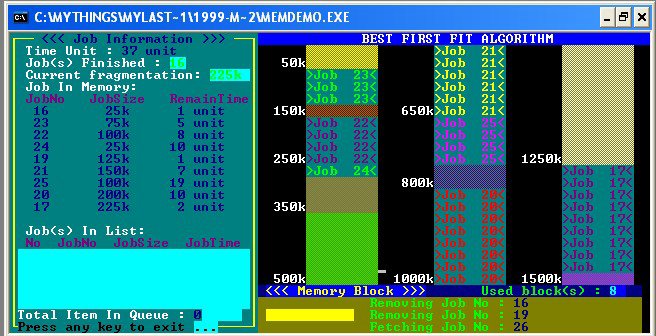 C:\MYTHINGS\MYLAST~1\1999-M~2\MEMDEMO.EXE
<<< Job Information >>>
Time Unit : 37 unit
Job(s) Finished : 16
Current fragmentation: 225k
Job In Memory:
JobNo JobSize RemainTime
16 25k 1 unit
23 75k 5 unit
22 100k 8 unit
24 25k 10 unit
19 125k 1 unit
21 150k 7 unit
25 100k 19 unit
20 200k 10 unit
17 225k 2 unit
Job(s) In List:
No JobNo JobSize JobTime
Total Item In Queue : 0
Press any key to exit ...
BEST FIRST FIT ALGORITHM
50k
>Job 23<
>Job 23<
>Job 23<
150k
>Job 22<
>Job 22<
>Job 22<
250k
>Job 22<
>Job 24<
350k
500k
>Job 21<
>Job 21<
>Job 21<
>Job 21<
>Job 21<
650k
>Job 21<
>Job 25<
>Job 25<
>Job 25<
>Job 25<
800k
>Job 20<
>Job 20<
>Job 20<
>Job 20<
>Job 20<
>Job 20<
>Job 20<
1000k
>Job 20<
1250k
>Job 17<
>Job 17<
>Job 17<
>Job 17<
>Job 17<
>Job 17<
>Job 17<
>Job 17<
>Job 17<
1500k
<<< Memory Block >>>
Used block(s) : 8
Removing Job No : 16
Removing Job No : 19
Fetching Job No : 26